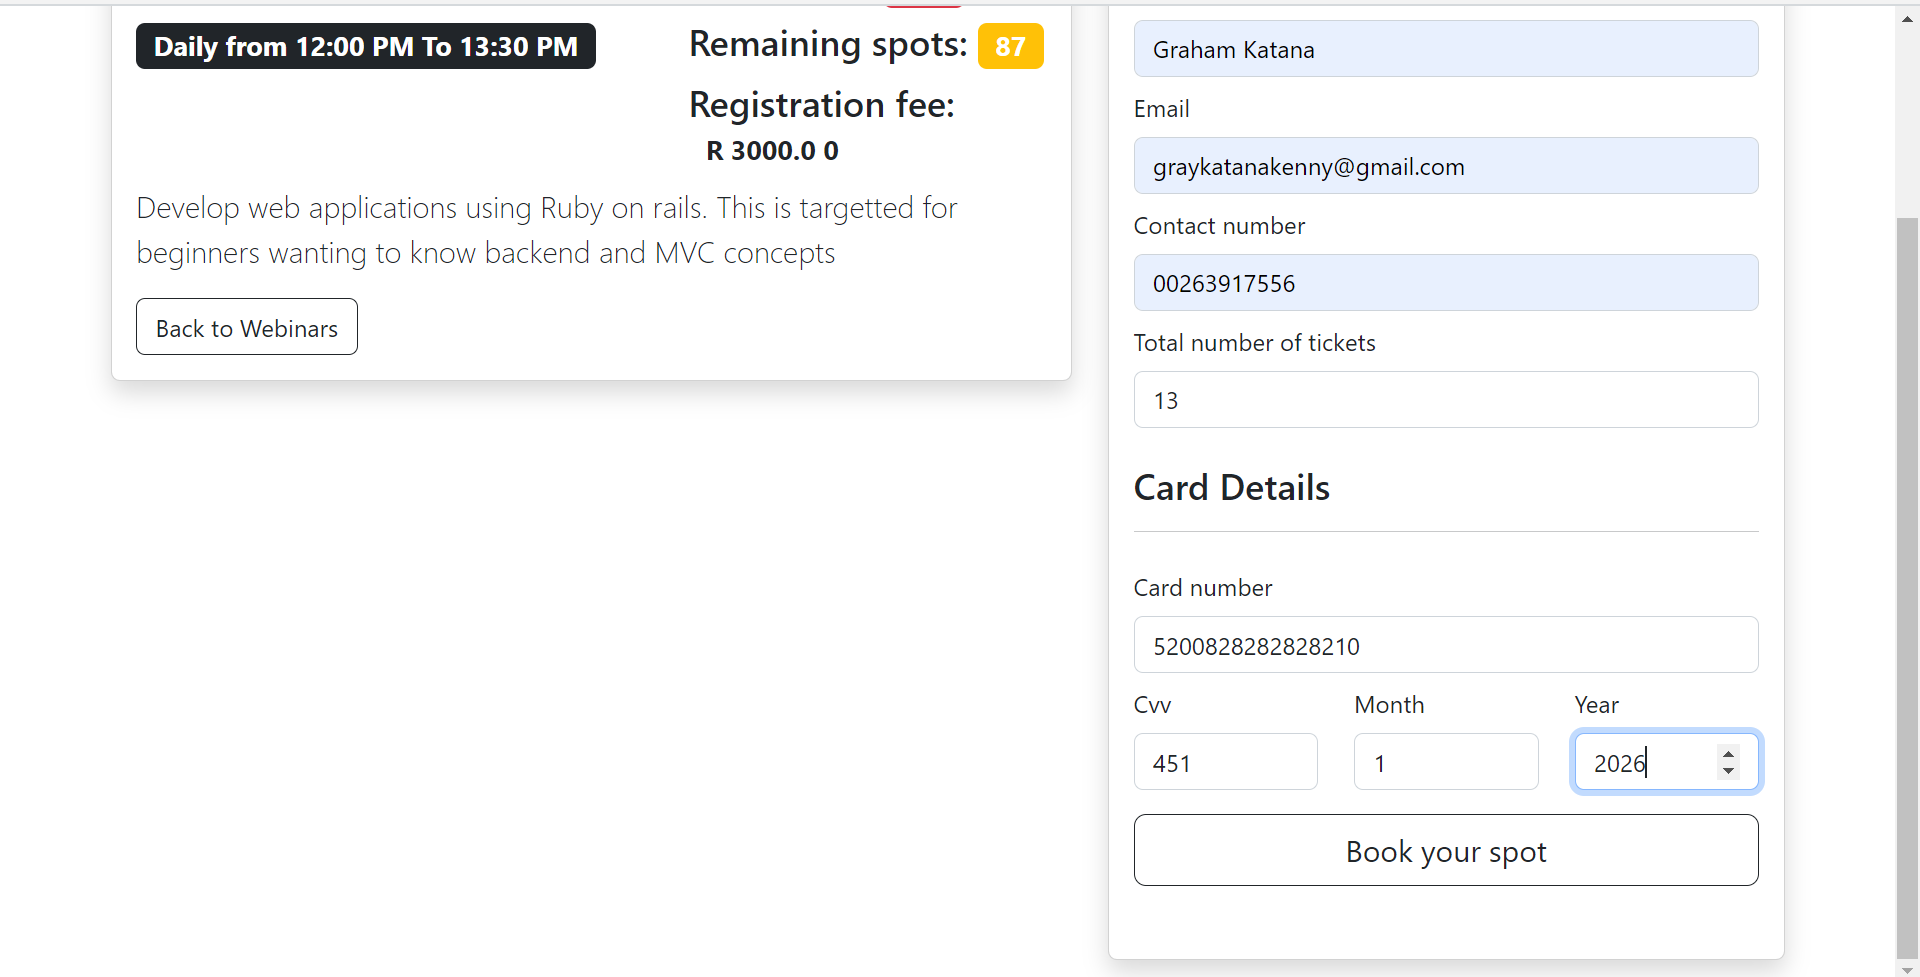 Daily from 12:00 PM To 13:30 PM
Remaining spots: 87
Registration fee:
R 3000.0 0
Develop web applications using Ruby on rails. This is targetted for
beginners wanting to know backend and MVC concepts
Back to Webinars
Graham Katana
Email
graykatanakenny@gmail.com
Contact number
00263917556
Total number of tickets
13
Card Details
Card number
5200828282828210
Cvv Month Year
451 1 2026
Book your spot